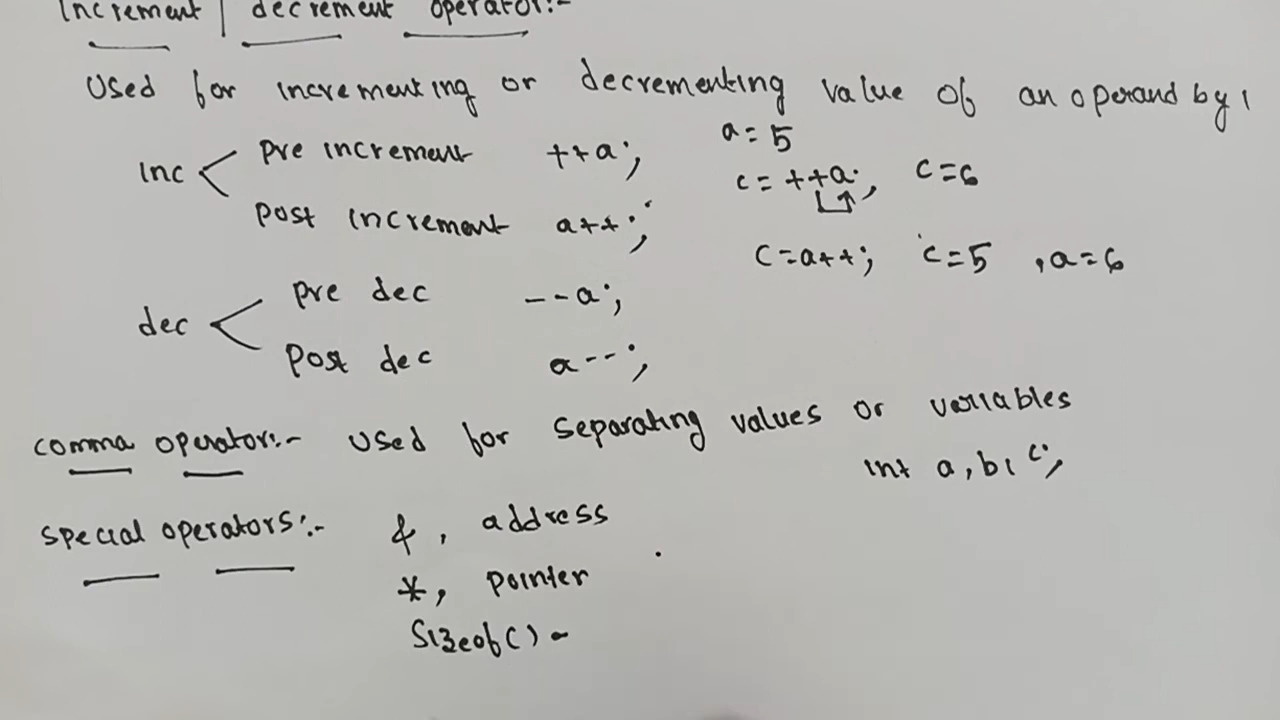 Increment | decrement operator:-
Used for incrementing or decrementing value of an operand by 1
Inc
pre increment ++a;
post increment a++;
a=5
c=++a; c=6
c=a++; c=5 , a=6
dec
pre dec --a;
post dec a--;
comma operator:- used for separating values or variables
int a,b,c;
special operators:- &, address
*, pointer
Sizeof() -